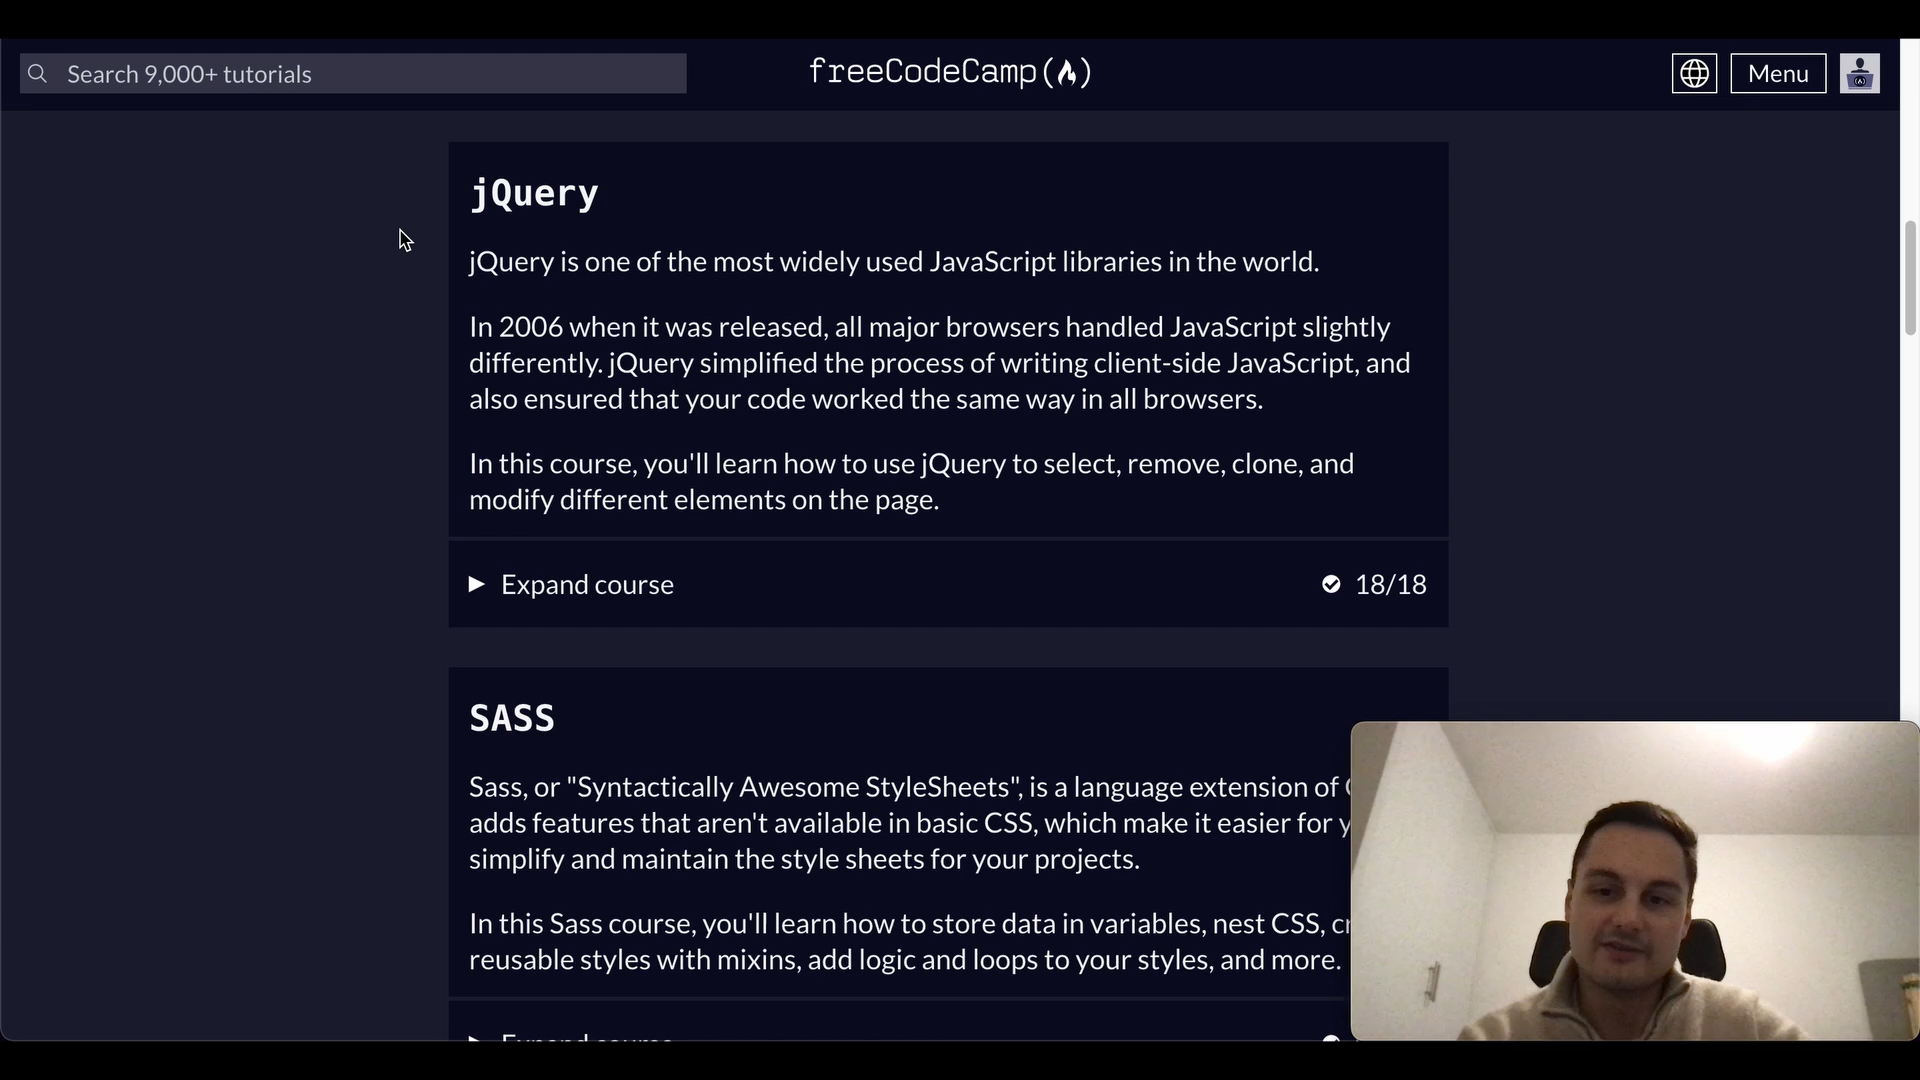 Search 9,000+ tutorials
freeCodeCamp
Menu
jQuery
jQuery is one of the most widely used JavaScript libraries in the world.
In 2006 when it was released, all major browsers handled JavaScript slightly
differently. jQuery simplified the process of writing client-side JavaScript, and
also ensured that your code worked the same way in all browsers.
In this course, you'll learn how to use jQuery to select, remove, clone, and
modify different elements on the page.
Expand course
18/18
SASS
Sass, or "Syntactically Awesome StyleSheets", is a language extension of
adds features that aren't available in basic CSS, which make it easier for
simplify and maintain the style sheets for your projects.
In this Sass course, you'll learn how to store data in variables, nest CSS,
reusable styles with mixins, add logic and loops to your styles, and more.
Expand course